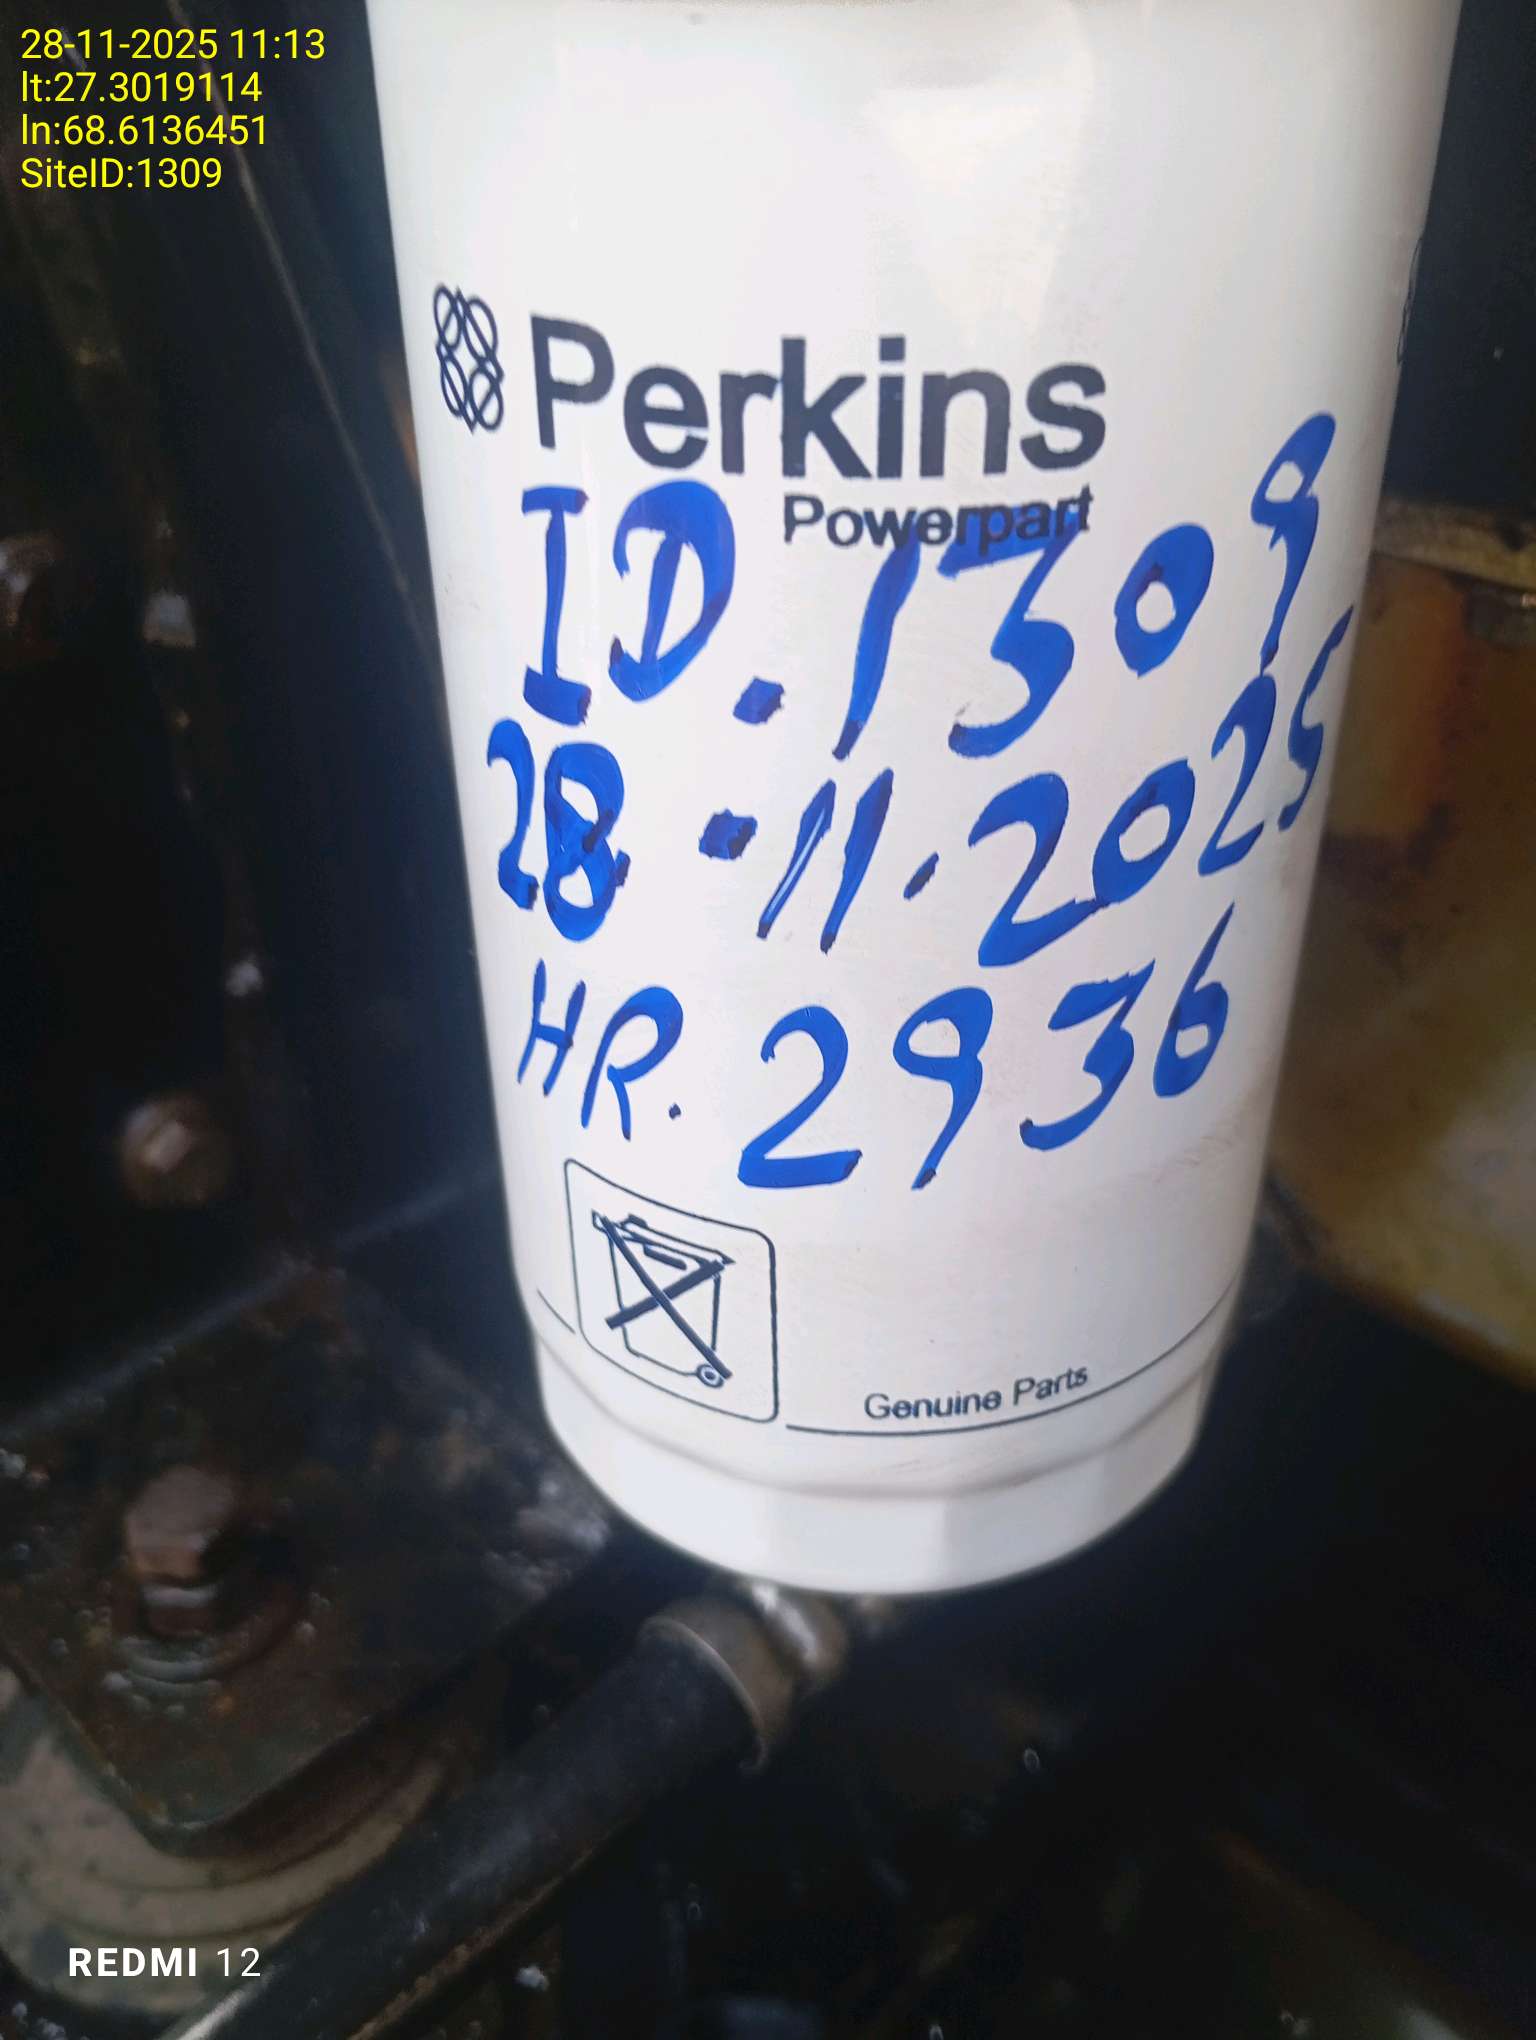 28-11-2025 11:13
lt:27.3019114
ln:68.6136451
SiteID:1309
Perkins
Powerpart
ID.1309
28-11.2025
HR.2936
Genuine Parts
REDMI 12